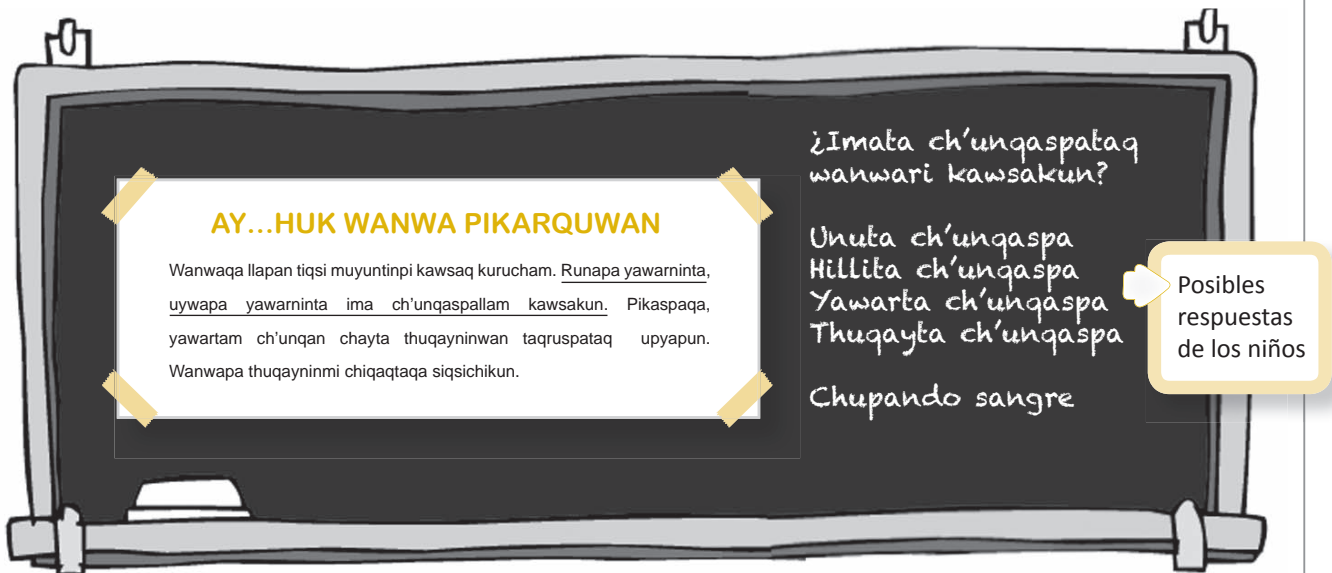 AY...HUK WANWA PIKARQUWAN
Wanwaqa llapan tiqsi muyuntinpi kawsaq kurucham. Runapa yawarninta,
uywapa yawarninta ima ch'unqaspallam kawsakun. Pikaspaqa,
yawartam ch'unqan chayta thuqayninwan taqruspataq upyapun.
Wanwapa thuqayninmi chiqaqtaqa siqsichikun.
¿Imata ch'unqaspataq
wanwari kawsakun?
Unuta ch'unqaspa
Hillita ch'unqaspa
Yawarta ch'unqaspa
Thuqayta ch'unqaspa
Chupando sangre
Posibles
respuestas
de los niños